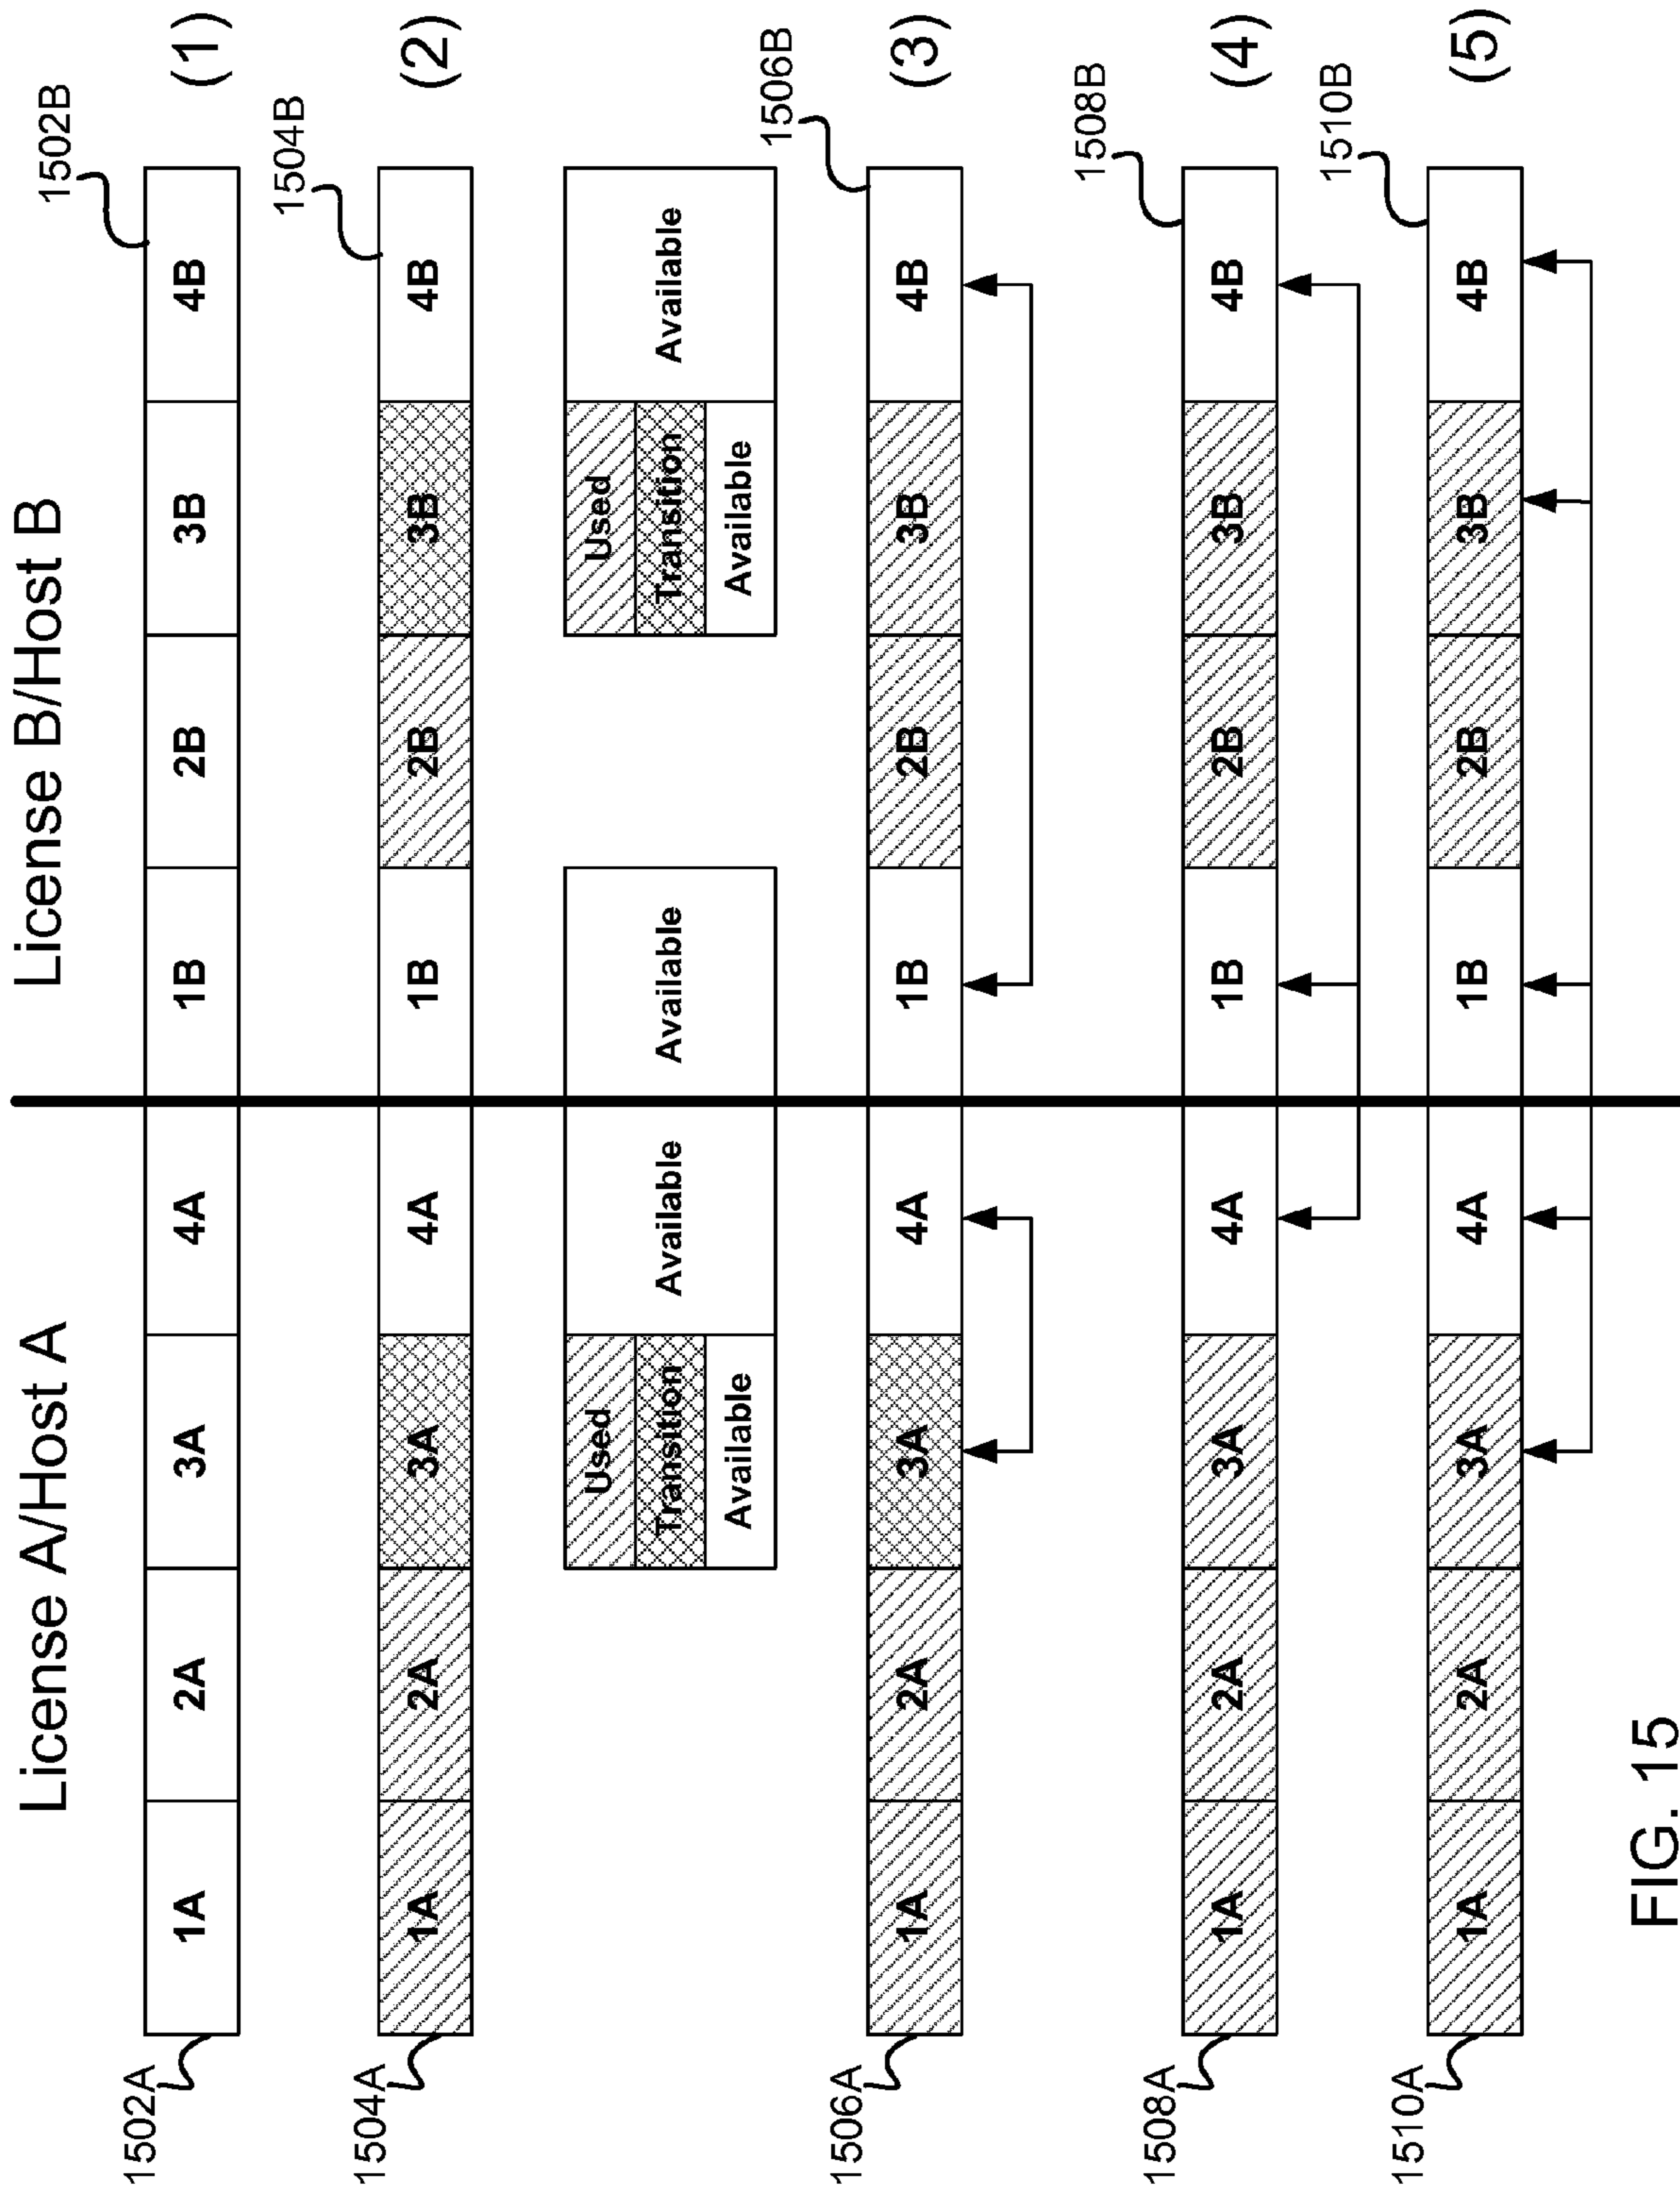 License A/Host A License B/Host B
1502A 1A 2A 3A 4A 1B 2B 3B 4B 1502B (1)
1504A 1A 2A 3A 4A 1B 2B 3B 4B 1504B (2)
Used
Transition
Available
Available
Available
Used
Transition
Available
Available
1506A 1A 2A 3A 4A 1B 2B 3B 4B 1506B (3)
1508A 1A 2A 3A 4A 1B 2B 3B 4B 1508B (4)
1510A 1A 2A 3A 4A 1B 2B 3B 4B 1510B (5)
FIG. 15